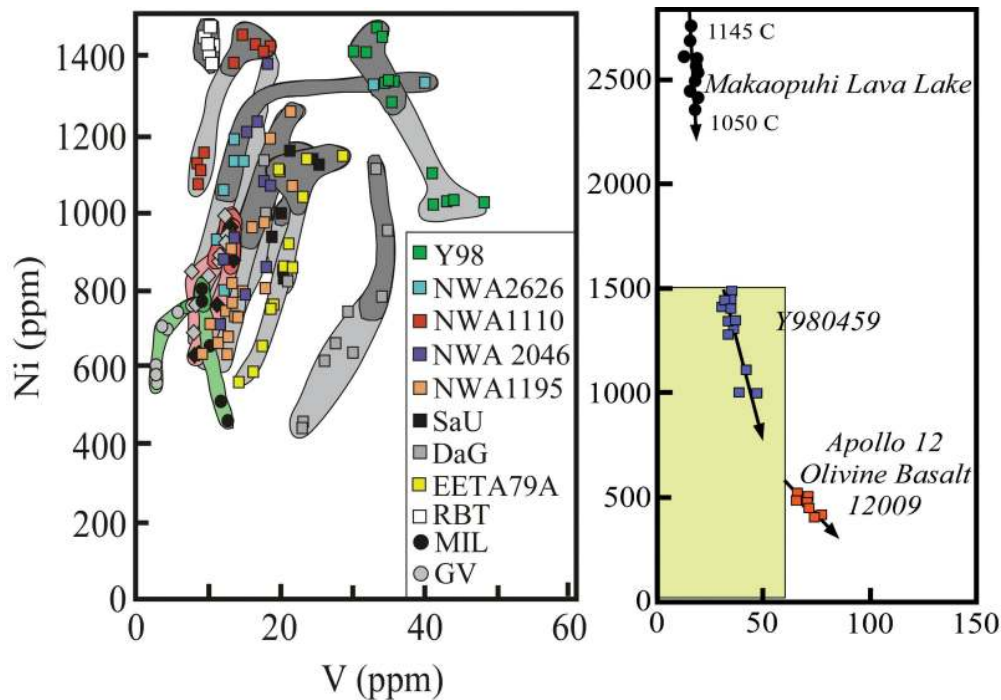 Ni (ppm)
1400
1200
1000
800
600
400
200
0
0
20
40
60
V (ppm)
Y98
NWA2626
NWA1110
NWA 2046
NWA1195
SaU
DaG
EETA79A
RBT
MIL
GV
2500
2000
1500
1000
500
0
0
50
100
150
1145 C
Makaopuhi Lava Lake
1050 C
Y980459
Apollo 12
Olivine Basalt
12009